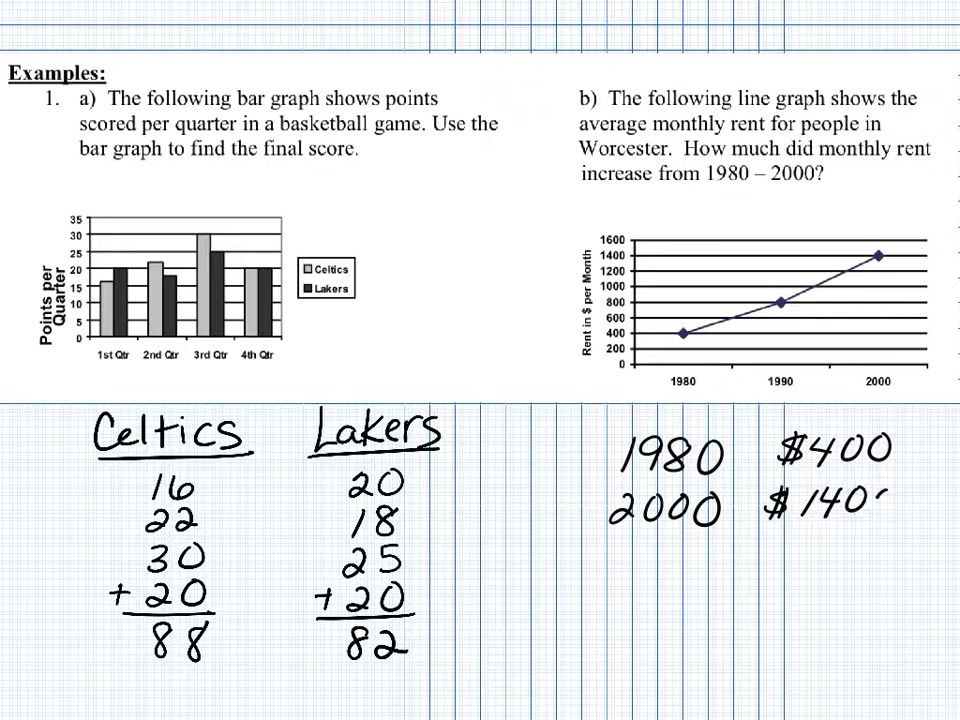 Examples:
1. a) The following bar graph shows points
scored per quarter in a basketball game. Use the
bar graph to find the final score.
b) The following line graph shows the
average monthly rent for people in
Worcester. How much did monthly rent
increase from 1980 – 2000?
Points per
Quarter
35
30
25
20
15
10
5
0
1st Qtr 2nd Qtr 3rd Qtr 4th Qtr
Celtics
Lakers
Rent in $ per Month
1600
1400
1200
1000
800
600
400
200
0
1980 1990 2000
Celtics
16
22
30
+ 20
88
Lakers
20
18
25
+ 20
82
1980 $400
2000 $140